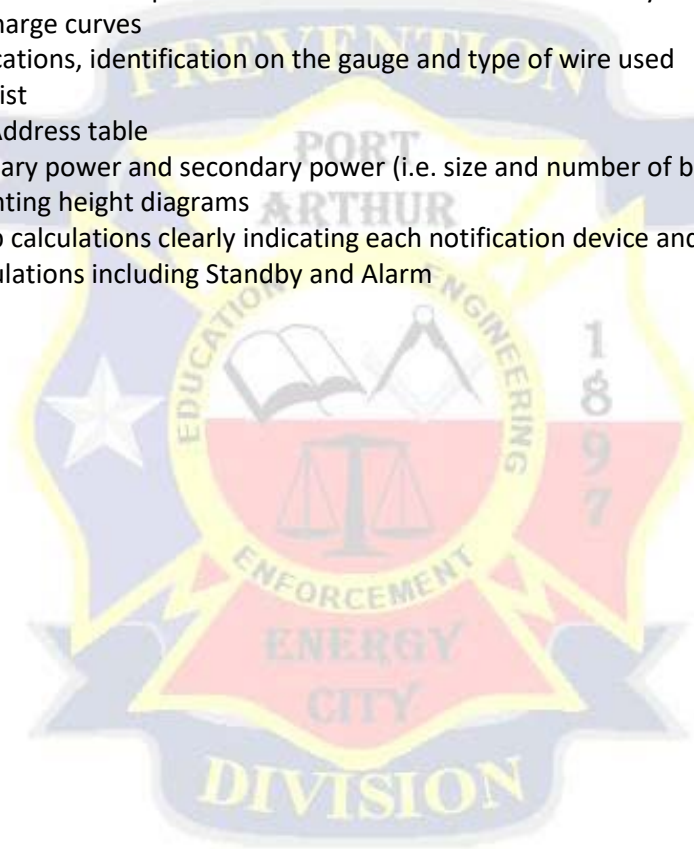 harge curves
cations, identification on the gauge and type of wire used
ist
Address table
ary power and secondary power (i.e. size and number of b
nting height diagrams
p calculations clearly indicating each notification device and
ulations including Standby and Alarm
PREVENTION
PORT
ARTHUR
EDUCATION
ENGINEERING
1
8
9
7
ENFORCEMENT
ENERGY
CITY
DIVISION